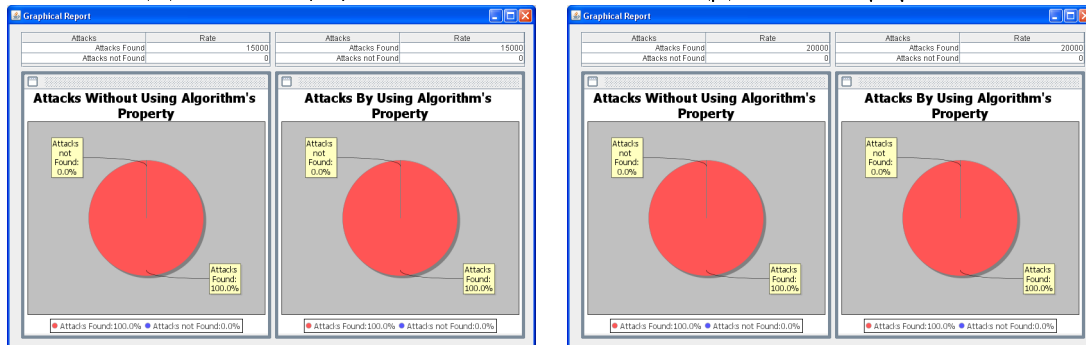 Graphical Report
Attacks Rate Attacks Rate
Attacks Found 15000 Attacks Found 15000
Attacks not Found 0 Attacks not Found 0
Attacks Without Using Algorithm's
Property
Attacks
not
Found:
0.0%
Attacks
Found:
100.0%
Attacks Found:100.0% Attacks not Found:0.0%
Attacks By Using Algorithm's
Property
Attacks
not
Found:
0.0%
Attacks
Found:
100.0%
Attacks Found:100.0% Attacks not Found:0.0%
Graphical Report
Attacks Rate Attacks Rate
Attacks Found 20000 Attacks Found 20000
Attacks not Found 0 Attacks not Found 0
Attacks Without Using Algorithm's
Property
Attacks
not
Found:
0.0%
Attacks
Found:
100.0%
Attacks Found:100.0% Attacks not Found:0.0%
Attacks By Using Algorithm's
Property
Attacks
not
Found:
0.0%
Attacks
Found:
100.0%
Attacks Found:100.0% Attacks not Found:0.0%